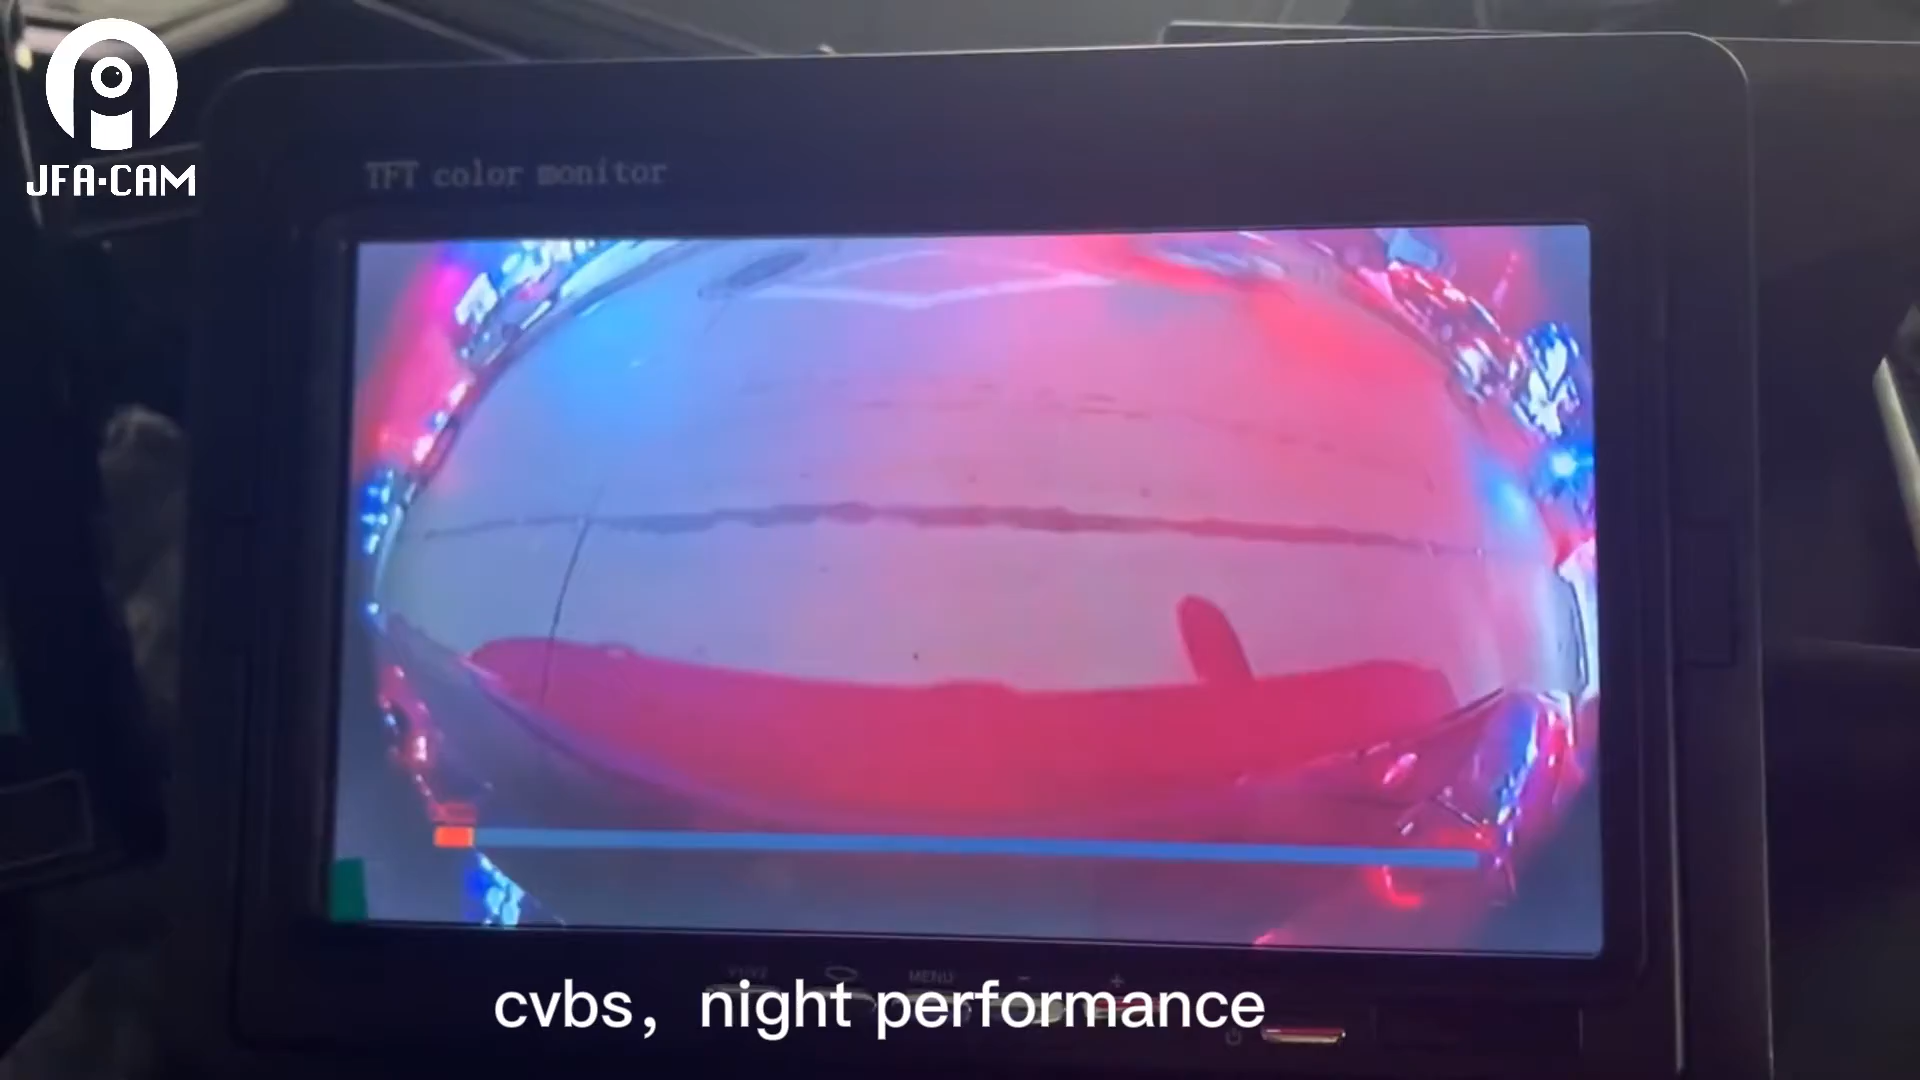 JFA·CAM
TFT color monitor
MENU
- +
cvbs, night performance